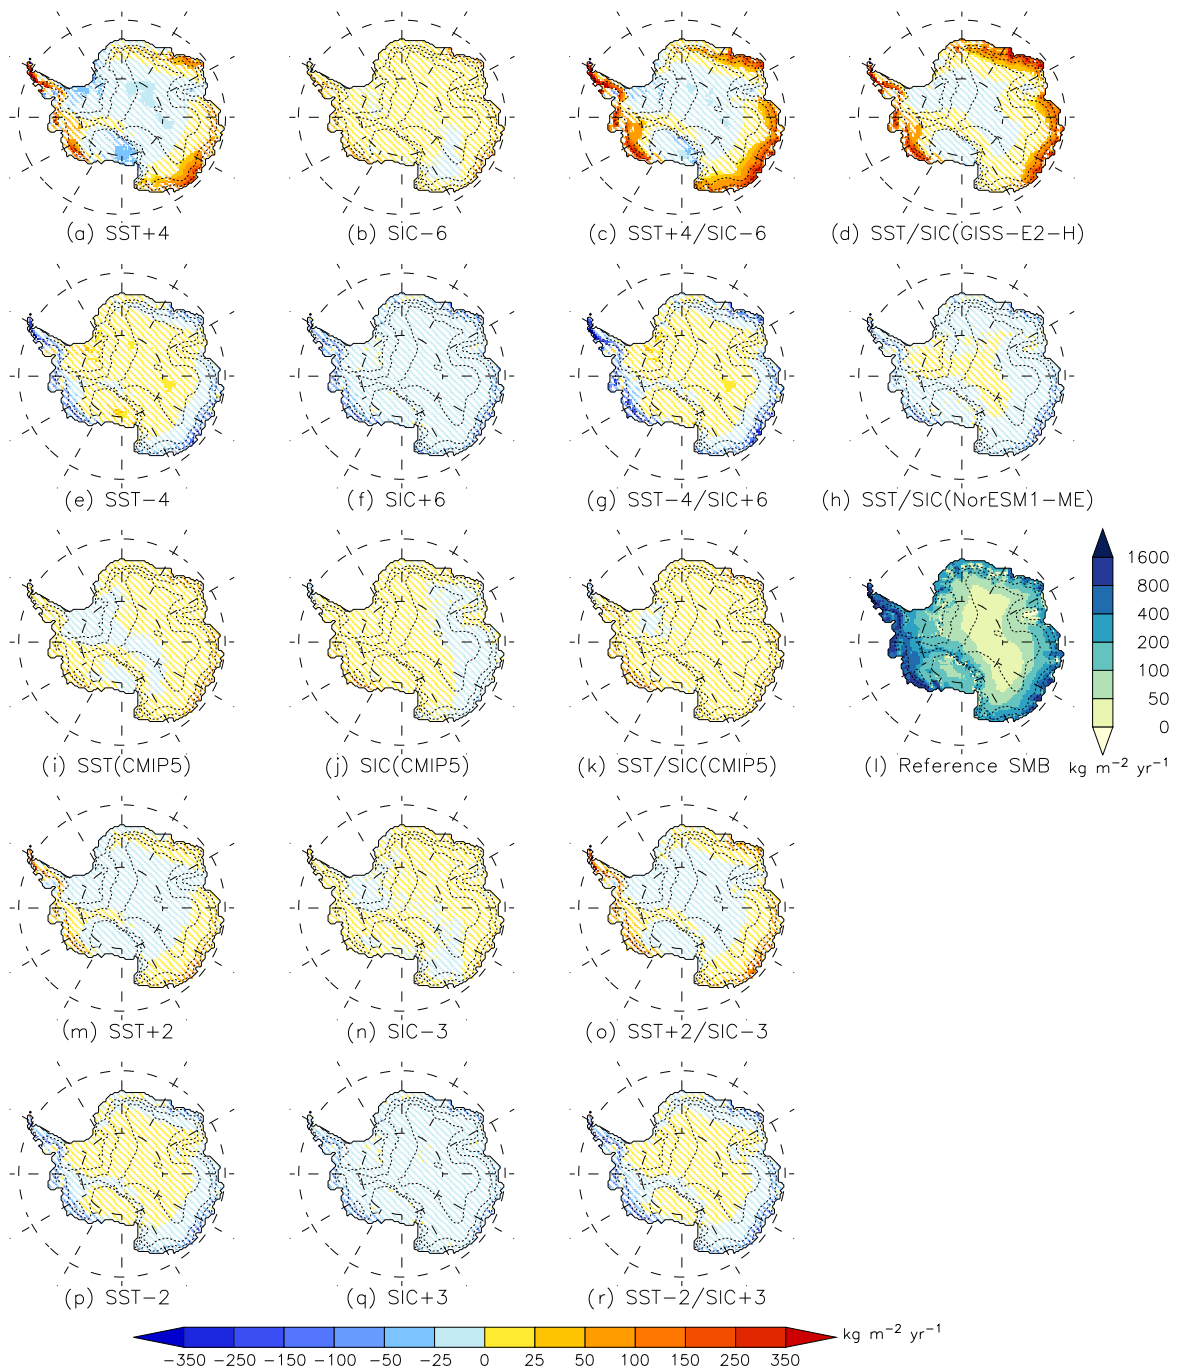 (a) SST+4
(b) SIC−6
(c) SST+4/SIC−6
(d) SST/SIC(GISS−E2−H)
(e) SST−4
(f) SIC+6
(g) SST−4/SIC+6
(h) SST/SIC(NorESM1−ME)
1600
800
400
200
100
50
0
(i) SST(CMIP5)
(j) SIC(CMIP5)
(k) SST/SIC(CMIP5)
(l) Reference SMB
kg m−2 yr−1
(m) SST+2
(n) SIC−3
(o) SST+2/SIC−3
(p) SST−2
(q) SIC+3
(r) SST−2/SIC+3
kg m−2 yr−1
−350 −250 −150 −100 −50 −25 0 25 50 100 150 250 350